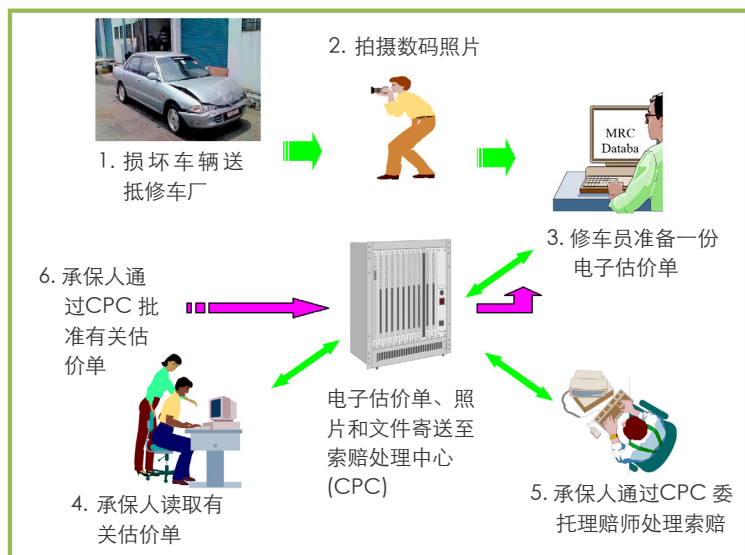 1. 损坏车辆送
抵修车厂
2. 拍摄数码照片
MRC
Databa
3. 修车员准备一份
电子估价单
电子估价单、照
片和文件寄送至
索赔处理中心
(CPC)
4. 承保人读取有
关估价单
5. 承保人通过CPC 委
托理赔师处理索赔
6. 承保人通
过CPC 批
准有关估
价单